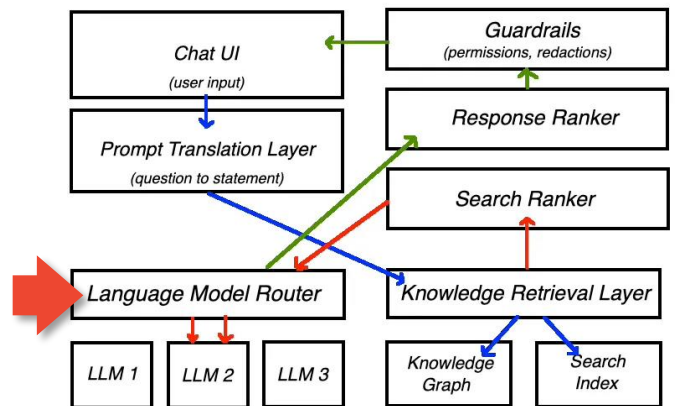 Chat UI
(user input)
Guardrails
(permissions, redactions)
Prompt Translation Layer
(question to statement)
Response Ranker
Search Ranker
Language Model Router
Knowledge Retrieval Layer
LLM 1
LLM 2
LLM 3
Knowledge
Graph
Search
Index